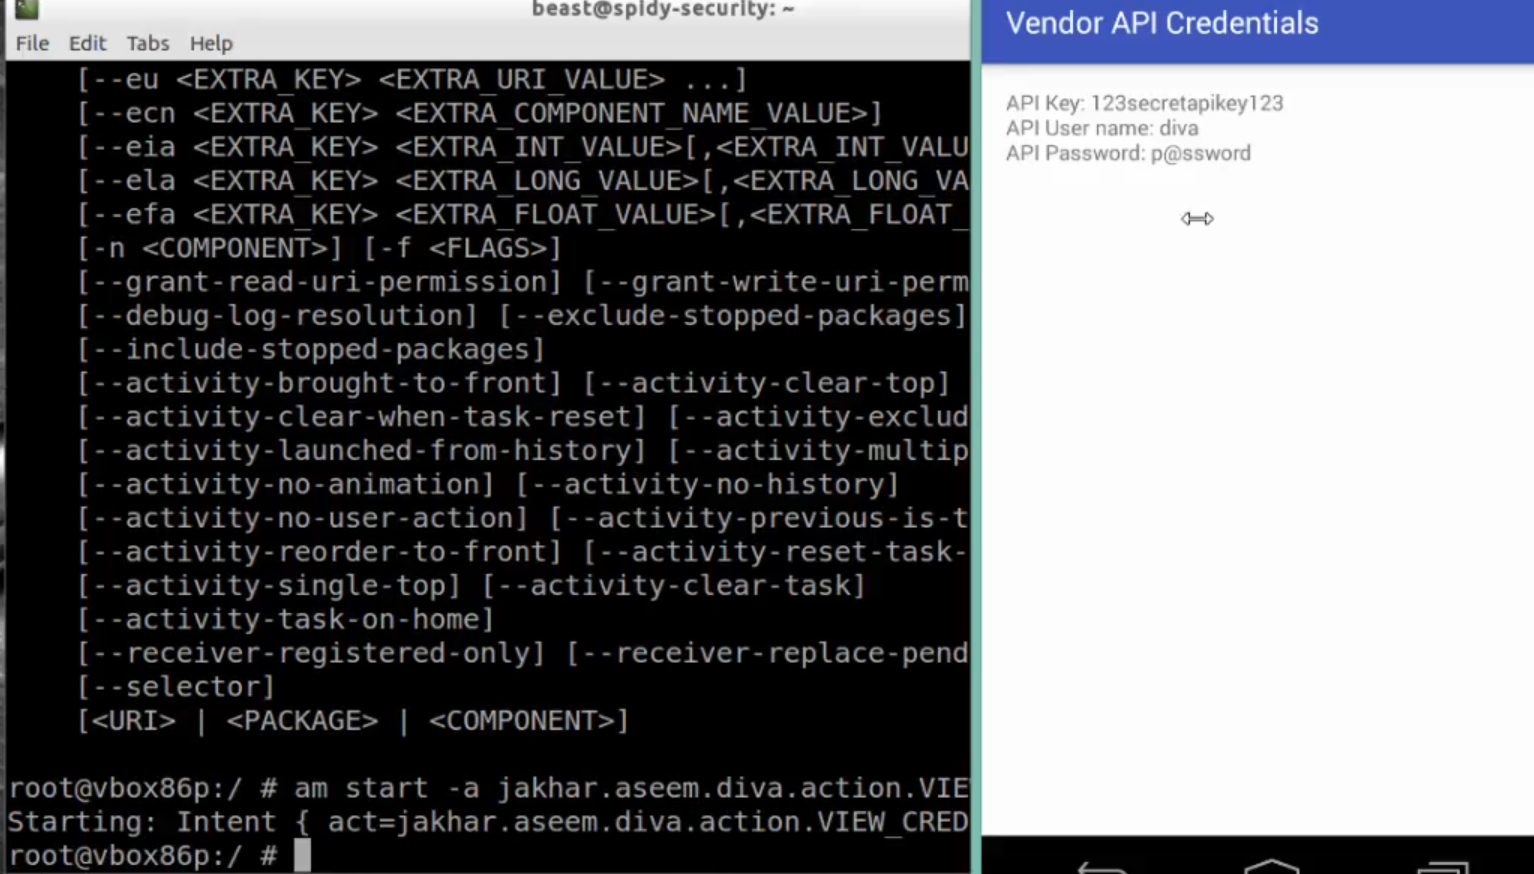 beast@spidy-security: ~
File Edit Tabs Help
[--eu <EXTRA_KEY> <EXTRA_URI_VALUE> ...]
[--ecn <EXTRA_KEY> <EXTRA_COMPONENT_NAME_VALUE>]
[--eia <EXTRA_KEY> <EXTRA_INT_VALUE>[,<EXTRA_INT_VALU
[--ela <EXTRA_KEY> <EXTRA_LONG_VALUE>[,<EXTRA_LONG_VA
[--efa <EXTRA_KEY> <EXTRA_FLOAT_VALUE>[,<EXTRA_FLOAT_
[-n <COMPONENT>] [-f <FLAGS>]
[--grant-read-uri-permission] [--grant-write-uri-perm
[--debug-log-resolution] [--exclude-stopped-packages]
[--include-stopped-packages]
[--activity-brought-to-front] [--activity-clear-top]
[--activity-clear-when-task-reset] [--activity-exclud
[--activity-launched-from-history] [--activity-multip
[--activity-no-animation] [--activity-no-history]
[--activity-no-user-action] [--activity-previous-is-t
[--activity-reorder-to-front] [--activity-reset-task-
[--activity-single-top] [--activity-clear-task]
[--activity-task-on-home]
[--receiver-registered-only] [--receiver-replace-pend
[--selector]
[<URI> | <PACKAGE> | <COMPONENT>]
root@vbox86p:/ # am start -a jakhar.aseem.diva.action.VIE
Starting: Intent { act=jakhar.aseem.diva.action.VIEW_CRED
root@vbox86p:/ #
Vendor API Credentials
API Key: 123secretapikey123
API User name: diva
API Password: p@ssword